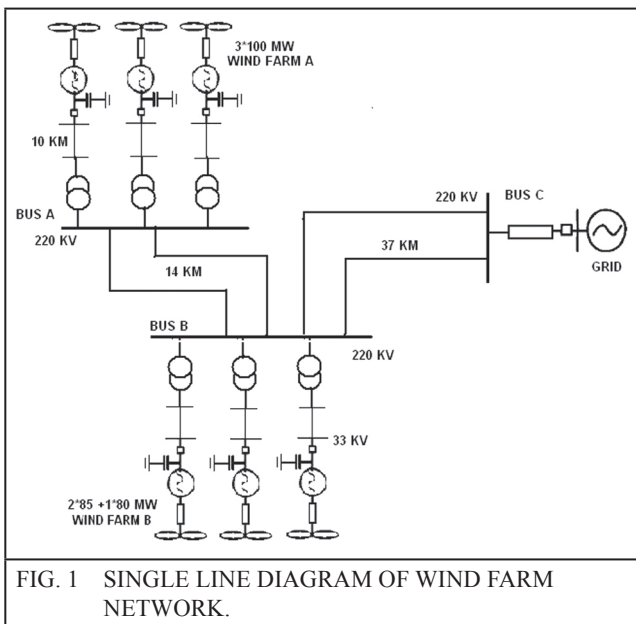 3*100 MW
WIND FARM A
10 KM
BUS A
220 KV
14 KM
220 KV
BUS C
37 KM
GRID
BUS B
220 KV
33 KV
2*85 +1*80 MW
WIND FARM B
FIG. 1 SINGLE LINE DIAGRAM OF WIND FARM
NETWORK.